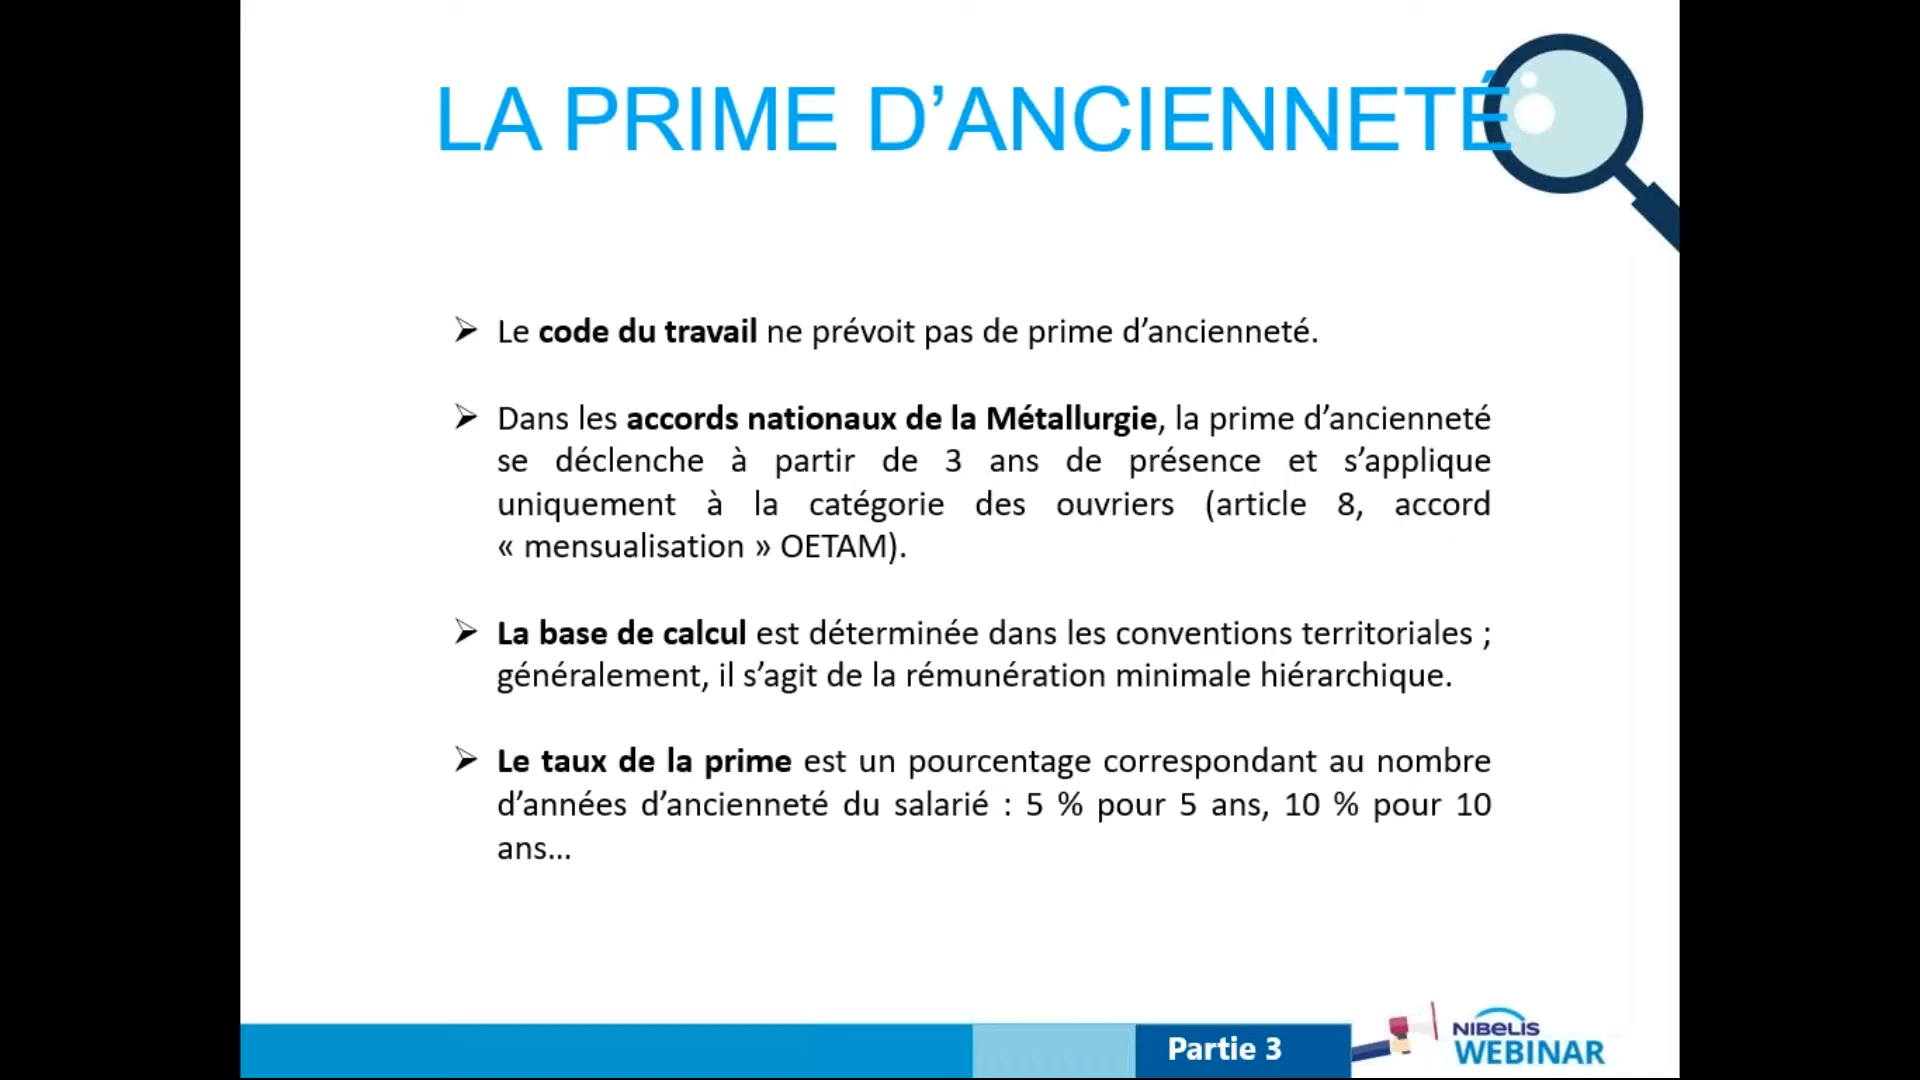 LA PRIME D’ANCIENNETÉ
Le code du travail ne prévoit pas de prime d’ancienneté.
Dans les accords nationaux de la Métallurgie, la prime d’ancienneté
se déclenche à partir de 3 ans de présence et s’applique
uniquement à la catégorie des ouvriers (article 8, accord
« mensualisation » OETAM).
La base de calcul est déterminée dans les conventions territoriales ;
généralement, il s’agit de la rémunération minimale hiérarchique.
Le taux de la prime est un pourcentage correspondant au nombre
d’années d’ancienneté du salarié : 5 % pour 5 ans, 10 % pour 10
ans...
Partie 3
NIBELIS
WEBINAR